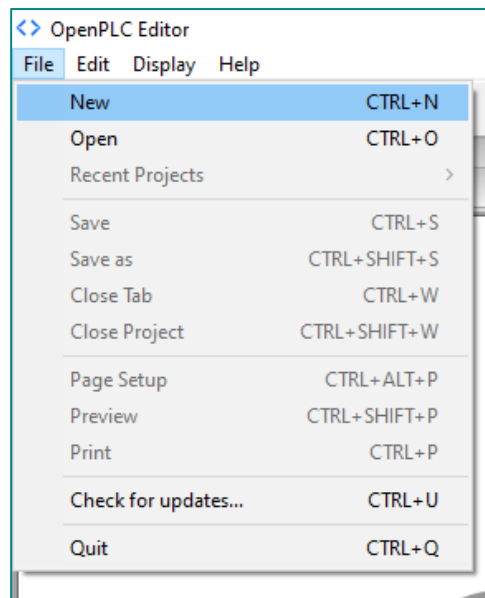 OpenPLC Editor
File Edit Display Help
New CTRL+N
Open CTRL+O
Recent Projects
Save CTRL+S
Save as CTRL+SHIFT+S
Close Tab CTRL+W
Close Project CTRL+SHIFT+W
Page Setup CTRL+ALT+P
Preview CTRL+SHIFT+P
Print CTRL+P
Check for updates... CTRL+U
Quit CTRL+Q